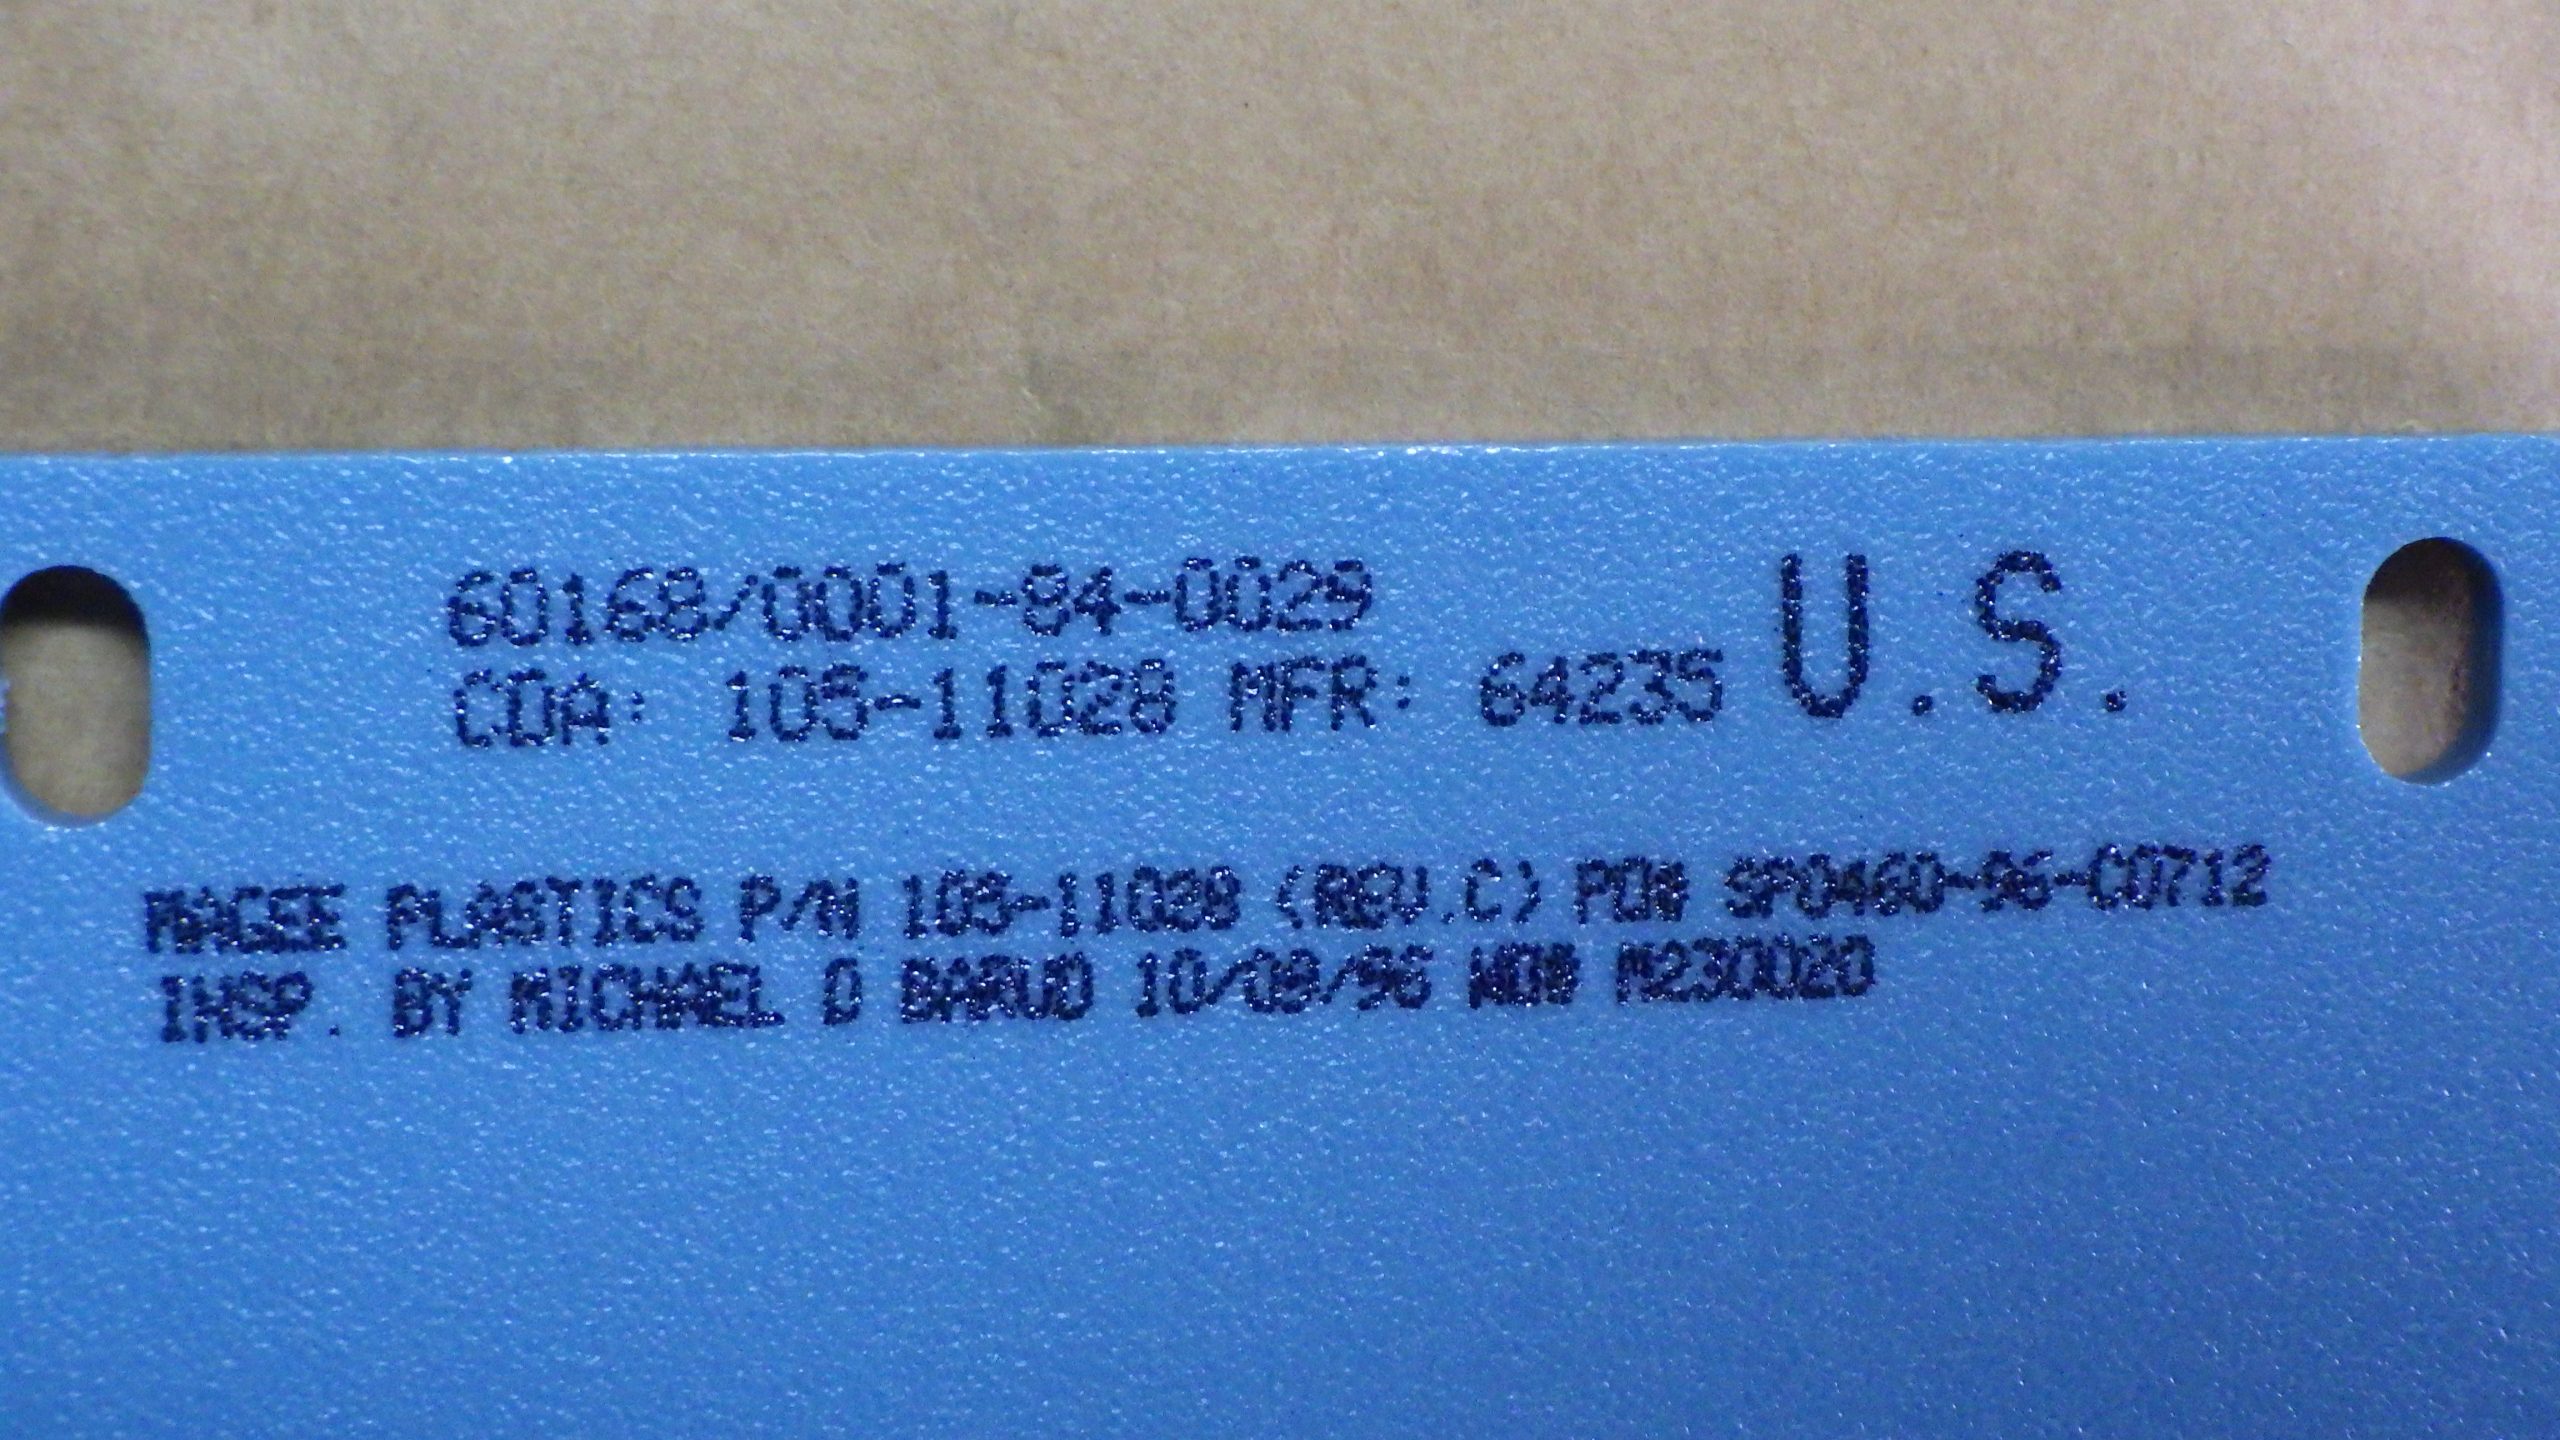 60168/0001-84-0029
CDA: 105-11028 MFR: 64235 U.S.
MAGEE PLASTICS P/N 105-11028 (REV.C) PO# SP0460-96-C0712
INSP. BY MICHAEL D BARUD 10/09/96 WO# M230020